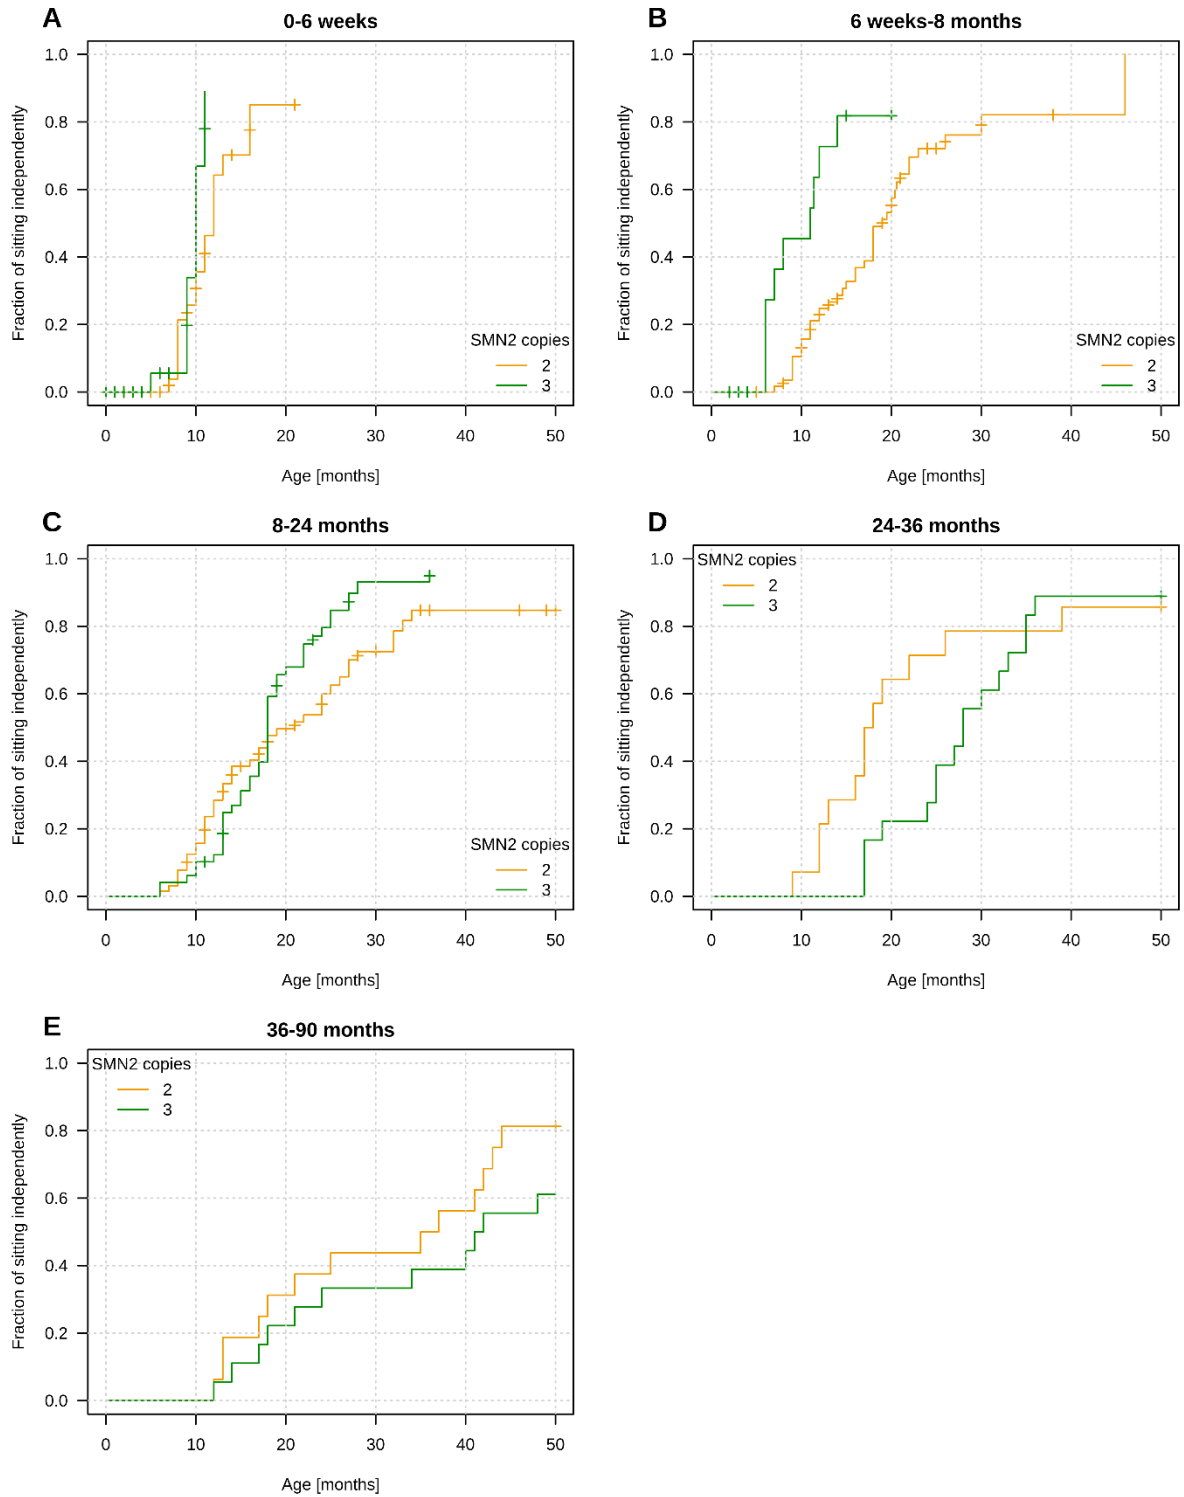 A
0-6 weeks
Fraction of sitting independently
1.0
0.8
0.6
0.4
0.2
0.0
SMN2 copies
2
3
0 10 20 30 40 50
Age [months]
B
6 weeks-8 months
Fraction of sitting independently
1.0
0.8
0.6
0.4
0.2
0.0
SMN2 copies
2
3
0 10 20 30 40 50
Age [months]
C
8-24 months
Fraction of sitting independently
1.0
0.8
0.6
0.4
0.2
0.0
SMN2 copies
2
3
0 10 20 30 40 50
Age [months]
D
24-36 months
Fraction of sitting independently
SMN2 copies
2
3
1.0
0.8
0.6
0.4
0.2
0.0
0 10 20 30 40 50
Age [months]
E
36-90 months
Fraction of sitting independently
SMN2 copies
2
3
1.0
0.8
0.6
0.4
0.2
0.0
0 10 20 30 40 50
Age [months]